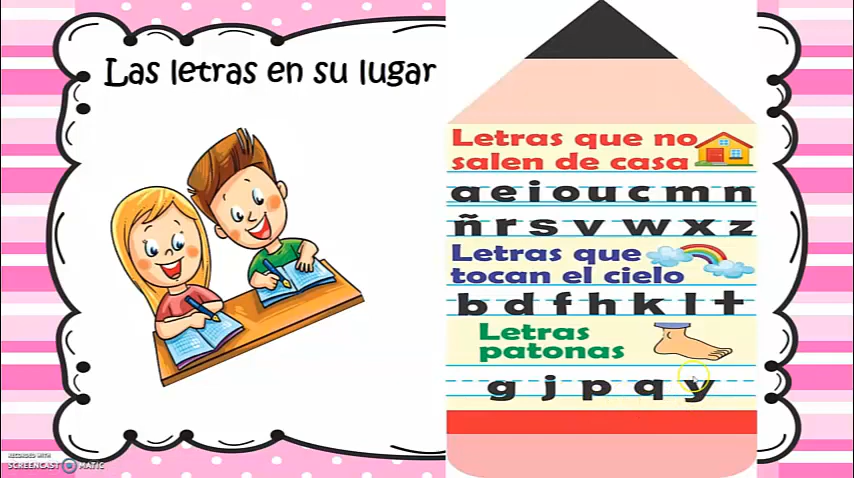 Las letras en su lugar
Letras que no
salen de casa
a e i o u c m n
ñ r s v w x z
Letras que
tocan el cielo
b d f h k l t
Letras
patonas
g j p q y
RECORDED WITH
SCREENCAST MATIC